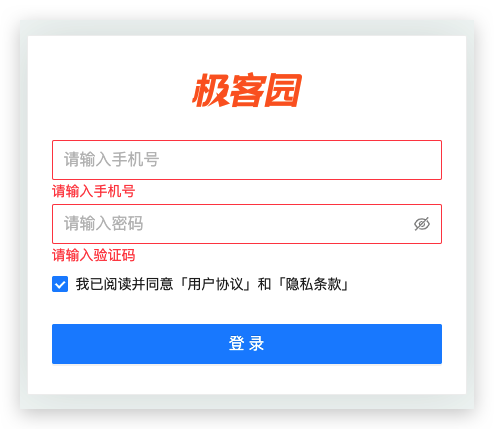 极客园
请输入手机号
请输入手机号
请输入密码
请输入验证码
我已阅读并同意「用户协议」和「隐私条款」
登 录